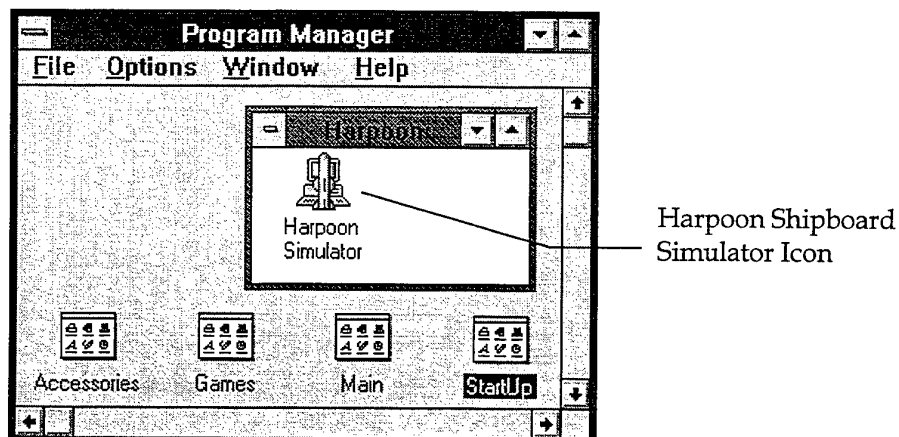 Program Manager
File Options Window Help
Harpoon
Harpoon
Simulator
Harpoon Shipboard
Simulator Icon
Accessories Games Main StartUp